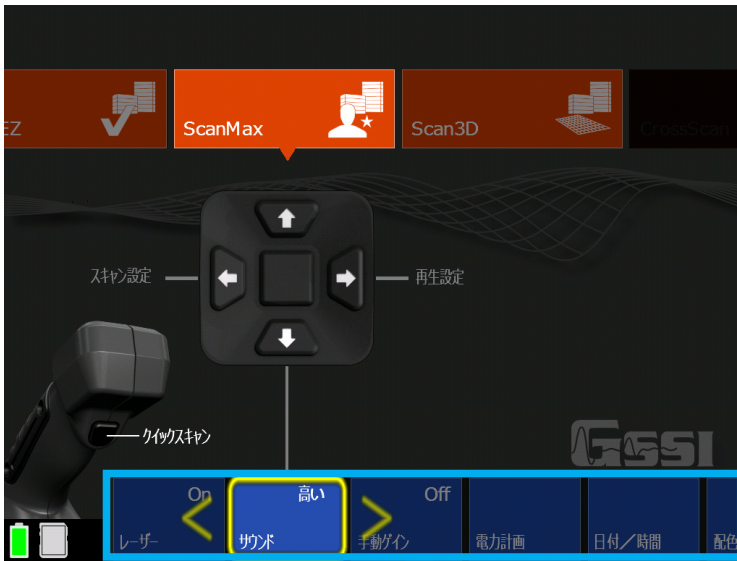 EZ
ScanMax
Scan3D
CrossScan
スキャン設定
再生設定
クイックスキャン
GSSI
On
高い
Off
レーザー
サウンド
手動ゲイン
電力計画
日付／時間
配色